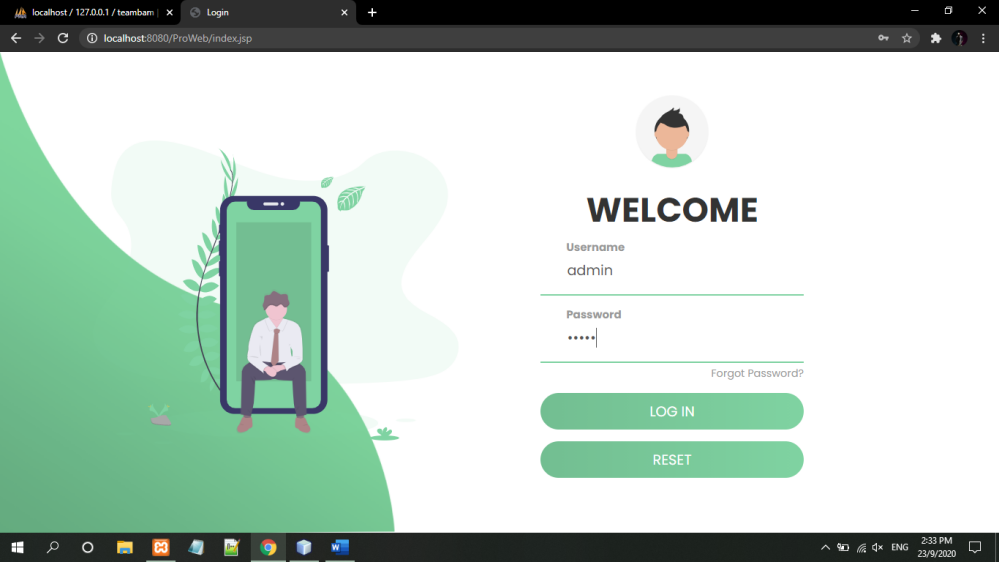 localhost / 127.0.0.1 / teambam |
Login
localhost:8080/ProWeb/index.jsp
WELCOME
Username
admin
Password
•••••
Forgot Password?
LOG IN
RESET
ENG
2:33 PM
23/9/2020